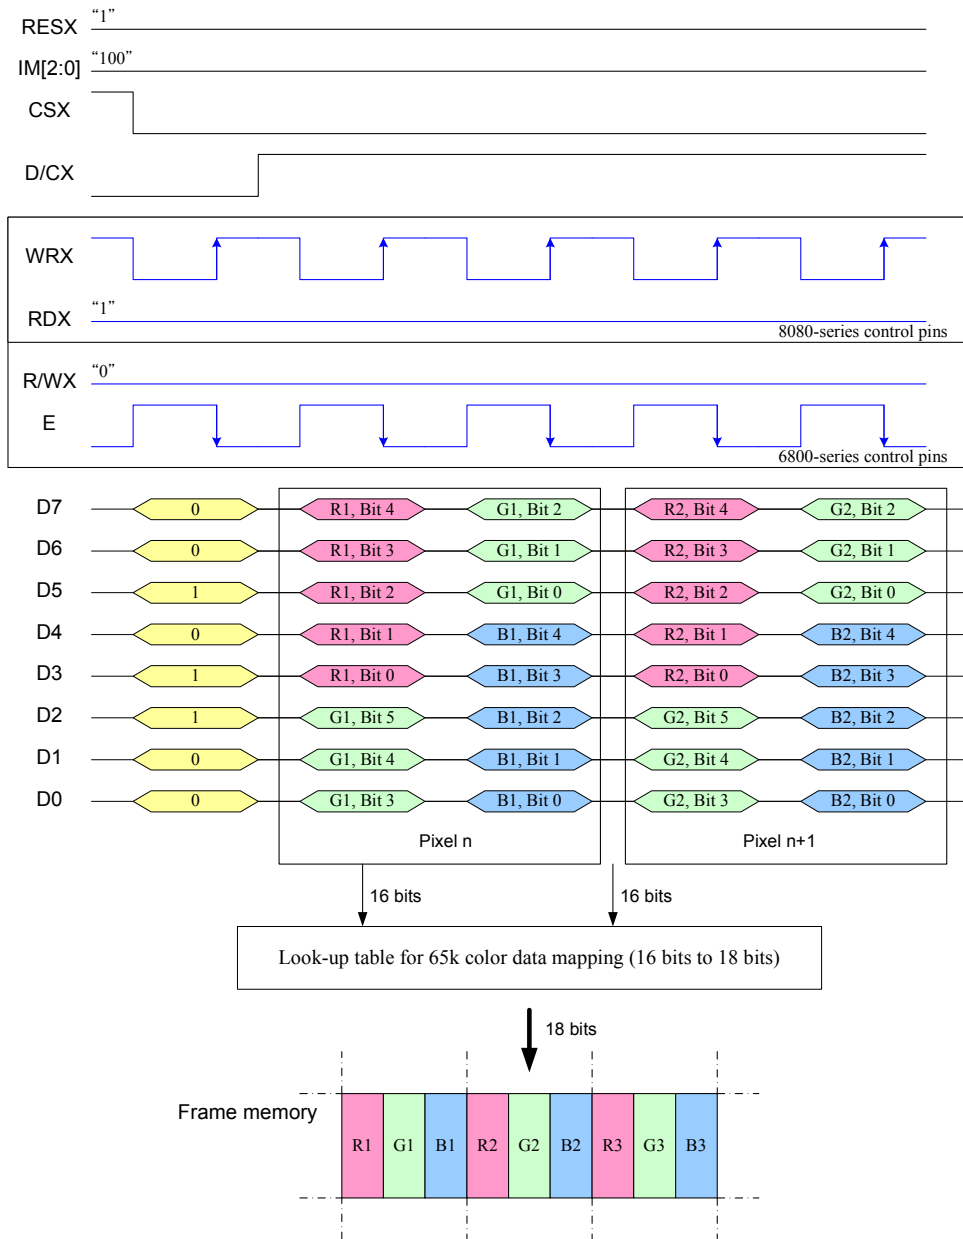 RESX “1”
IM[2:0] “100”
CSX
D/CX
WRX
RDX “1”
8080-series control pins
R/WX “0”
E
6800-series control pins
D7 0 R1, Bit 4 G1, Bit 2 R2, Bit 4 G2, Bit 2
D6 0 R1, Bit 3 G1, Bit 1 R2, Bit 3 G2, Bit 1
D5 1 R1, Bit 2 G1, Bit 0 R2, Bit 2 G2, Bit 0
D4 0 R1, Bit 1 B1, Bit 4 R2, Bit 1 B2, Bit 4
D3 1 R1, Bit 0 B1, Bit 3 R2, Bit 0 B2, Bit 3
D2 1 G1, Bit 5 B1, Bit 2 G2, Bit 5 B2, Bit 2
D1 0 G1, Bit 4 B1, Bit 1 G2, Bit 4 B2, Bit 1
D0 0 G1, Bit 3 B1, Bit 0 G2, Bit 3 B2, Bit 0
Pixel n Pixel n+1
16 bits 16 bits
Look-up table for 65k color data mapping (16 bits to 18 bits)
18 bits
Frame memory
R1 G1 B1 R2 G2 B2 R3 G3 B3